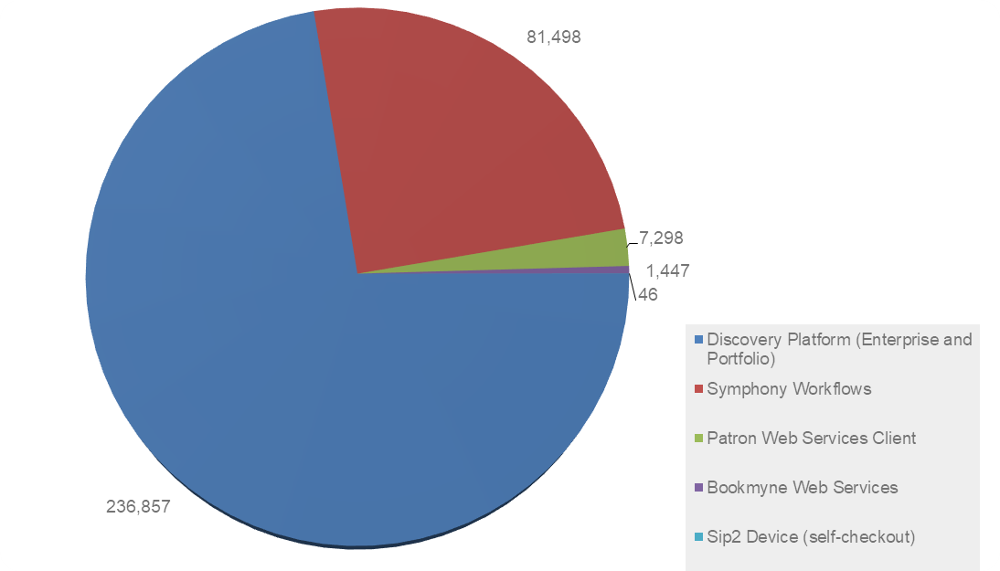 81,498
7,298
1,447
46
236,857
Discovery Platform (Enterprise and
Portfolio)
Symphony Workflows
Patron Web Services Client
Bookmyne Web Services
Sip2 Device (self-checkout)